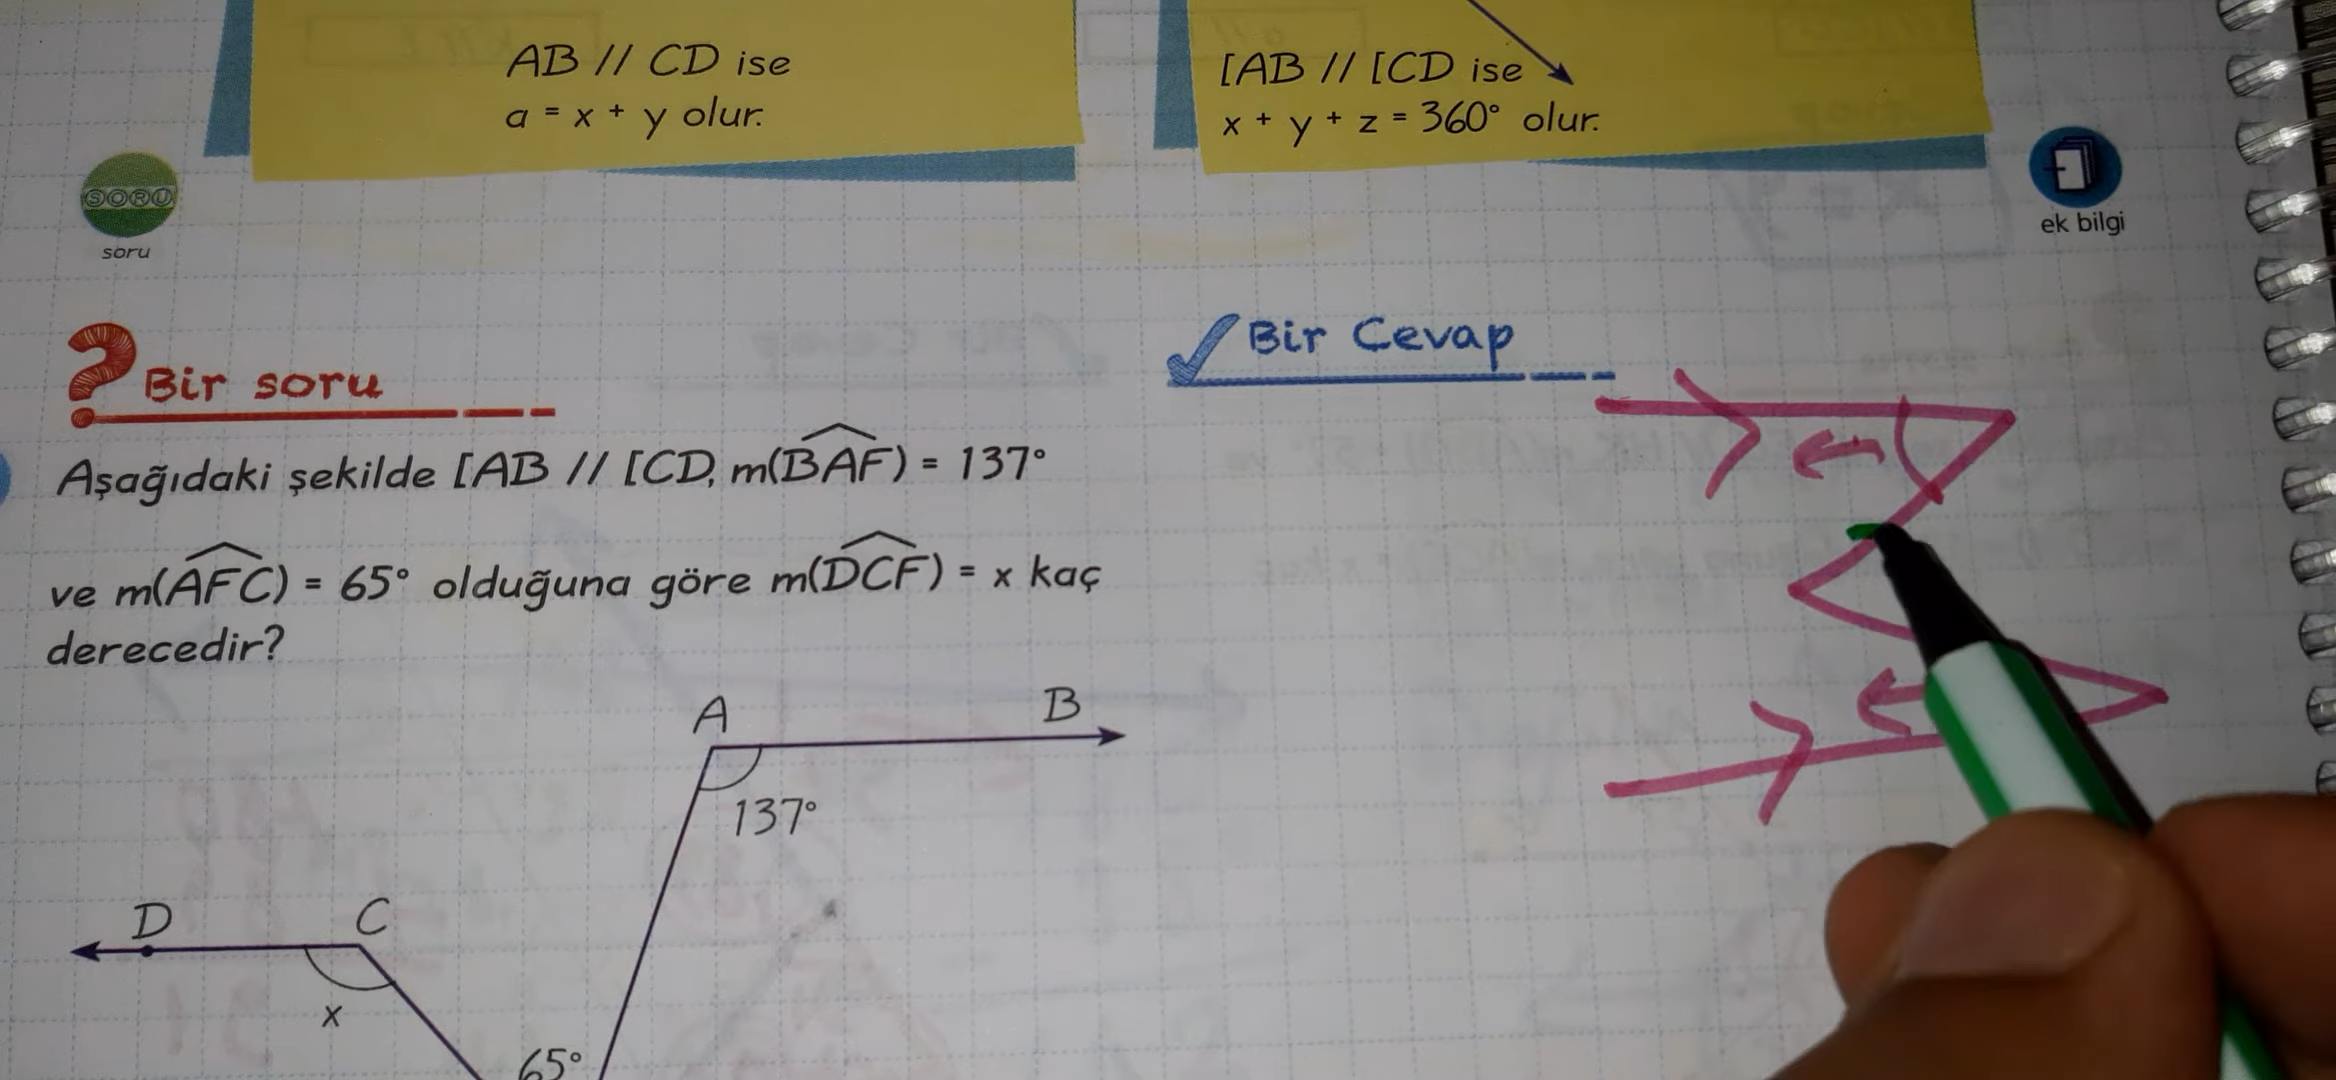 AB // CD ise
a = x + y olur.
[AB // [CD ise
x + y + z = 360° olur.
SORU
soru
ek bilgi
? Bir soru
Bir Cevap
Aşağıdaki şekilde [AB // [CD, m(BAF) = 137°
ve m(AFC) = 65° olduğuna göre m(DCF) = x kaç
derecedir?
A
B
137°
D
C
x
65°